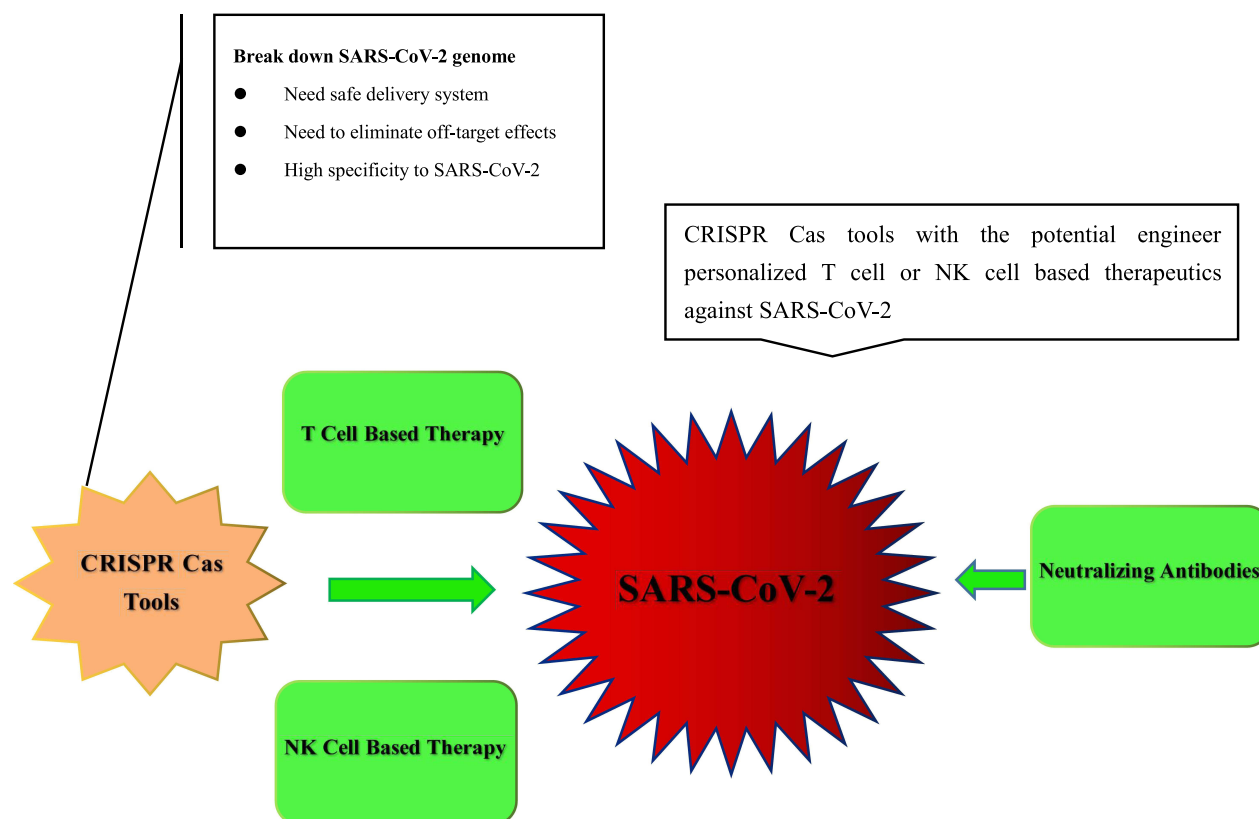 Break down SARS-CoV-2 genome
● Need safe delivery system
● Need to eliminate off-target effects
● High specificity to SARS-CoV-2
CRISPR Cas tools with the potential engineer
personalized T cell or NK cell based therapeutics
against SARS-CoV-2
T Cell Based Therapy
CRISPR Cas
Tools
SARS-CoV-2
Neutralizing Antibodies
NK Cell Based Therapy